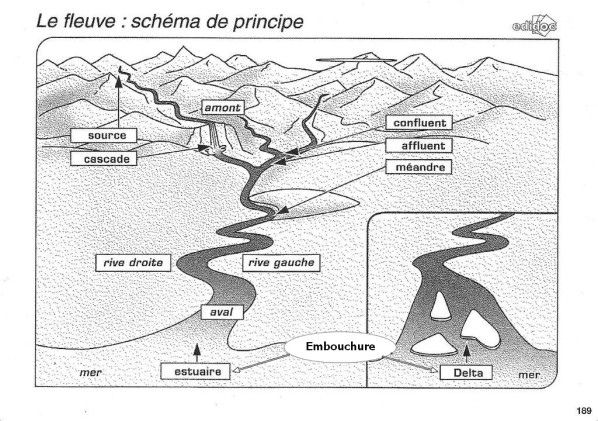 Le fleuve : schéma de principe
edidoc
amont
source
cascade
confluent
affluent
méandre
rive droite
rive gauche
aval
Embouchure
mer
estuaire
Delta
mer
189